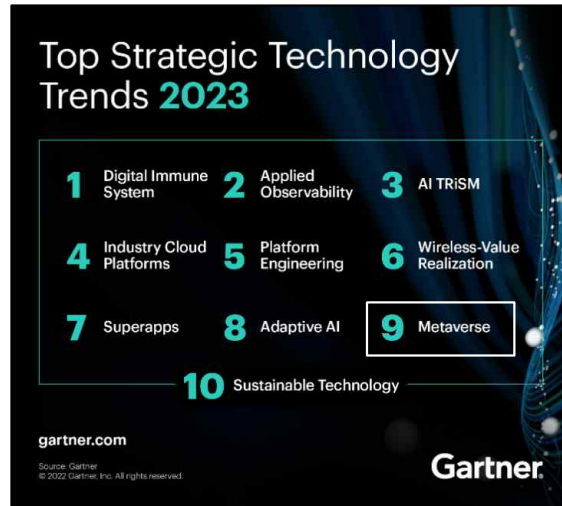 Top Strategic Technology
Trends 2023
1 Digital Immune
System
2 Applied
Observability
3 AI TRiSM
4 Industry Cloud
Platforms
5 Platform
Engineering
6 Wireless-Value
Realization
7 Superapps
8 Adaptive AI
9 Metaverse
10 Sustainable Technology
gartner.com
Source: Gartner
© 2022 Gartner, Inc. All rights reserved.
Gartner